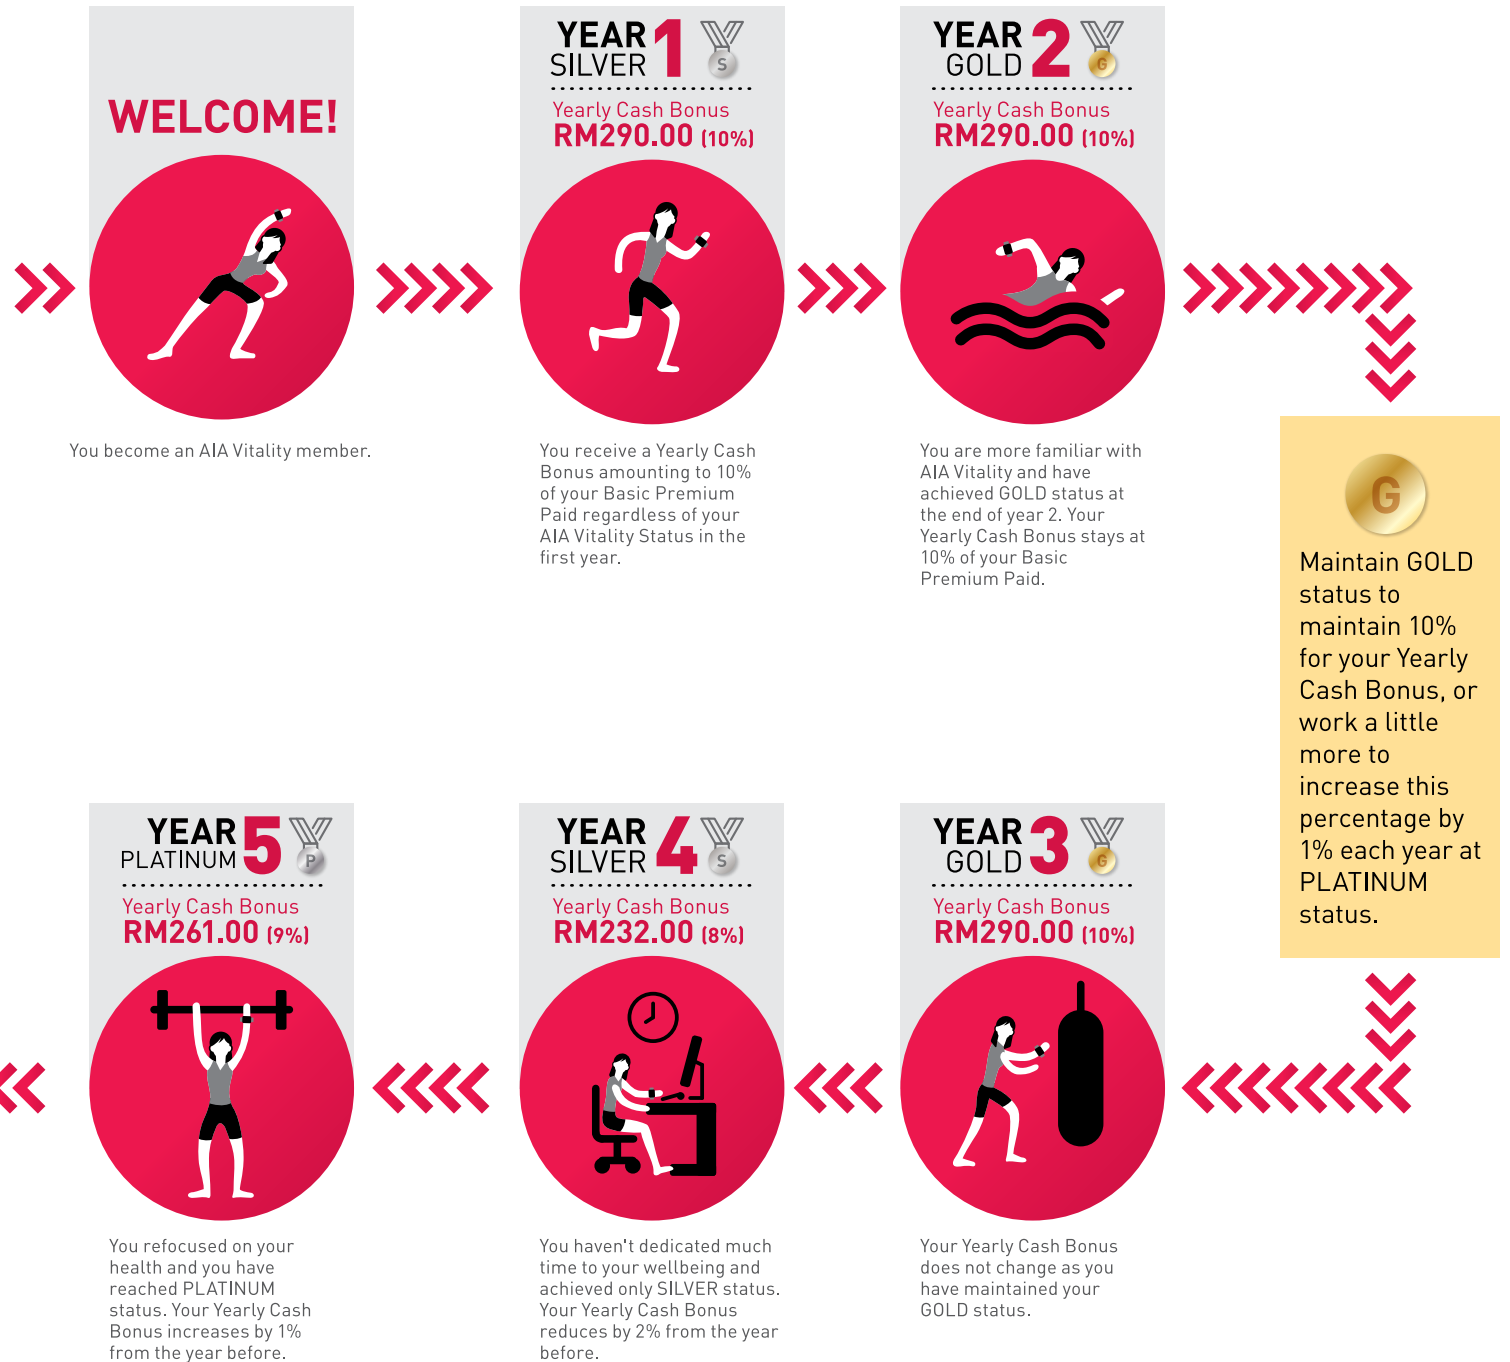 WELCOME!
You become an AIA Vitality member.
YEAR 1
SILVER
S
Yearly Cash Bonus
RM290.00 (10%)
You receive a Yearly Cash
Bonus amounting to 10%
of your Basic Premium
Paid regardless of your
AIA Vitality Status in the
first year.
YEAR 2
GOLD
G
Yearly Cash Bonus
RM290.00 (10%)
You are more familiar with
AIA Vitality and have
achieved GOLD status at
the end of year 2. Your
Yearly Cash Bonus stays at
10% of your Basic
Premium Paid.
G
Maintain GOLD
status to
maintain 10%
for your Yearly
Cash Bonus, or
work a little
more to
increase this
percentage by
1% each year at
PLATINUM
status.
YEAR 3
GOLD
G
Yearly Cash Bonus
RM290.00 (10%)
Your Yearly Cash Bonus
does not change as you
have maintained your
GOLD status.
YEAR 4
SILVER
S
Yearly Cash Bonus
RM232.00 (8%)
You haven't dedicated much
time to your wellbeing and
achieved only SILVER status.
Your Yearly Cash Bonus
reduces by 2% from the year
before.
YEAR 5
PLATINUM
P
Yearly Cash Bonus
RM261.00 (9%)
You refocused on your
health and you have
reached PLATINUM
status. Your Yearly Cash
Bonus increases by 1%
from the year before.